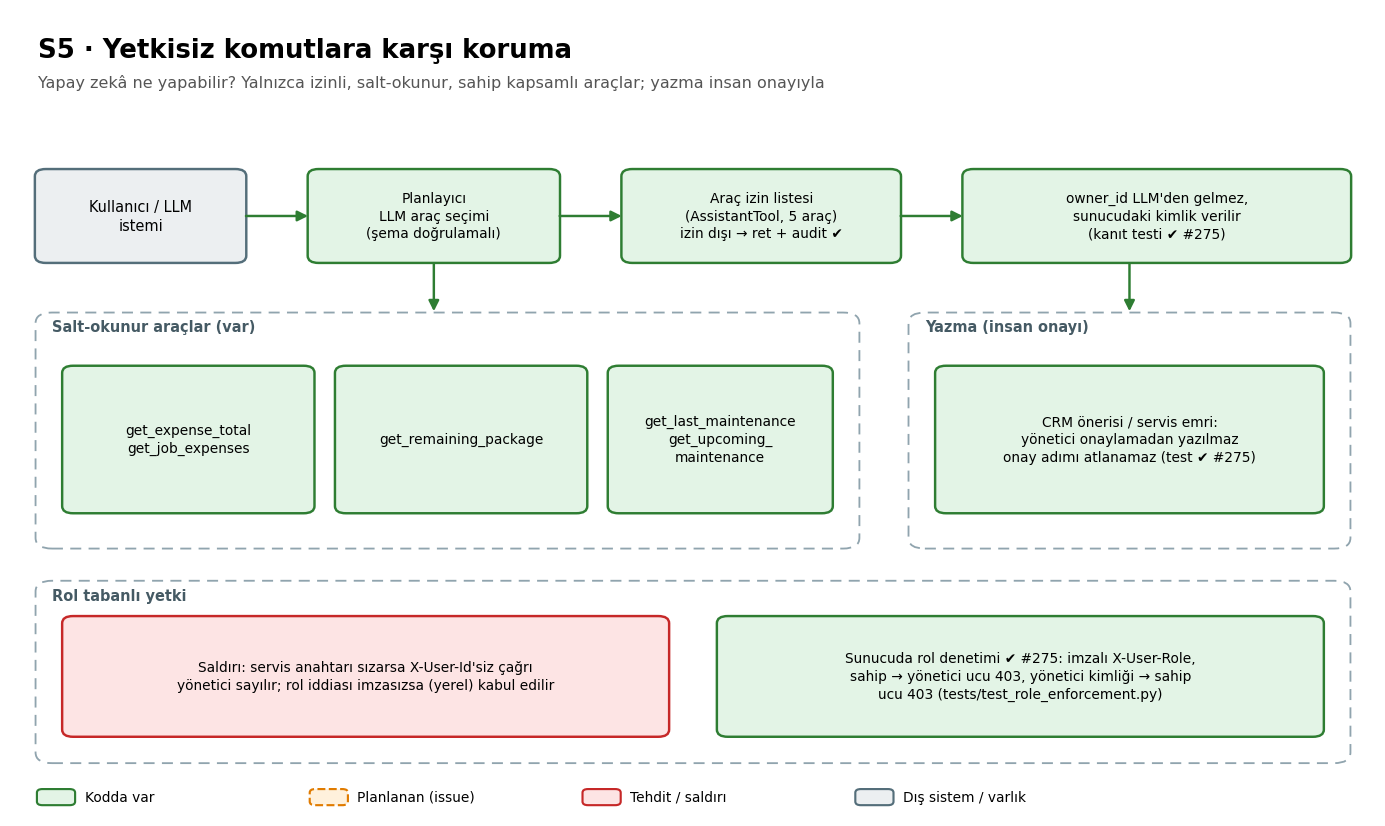 S5 · Yetkisiz komutlara karşı koruma
Yapay zekâ ne yapabilir? Yalnızca izinli, salt-okunur, sahip kapsamlı araçlar; yazma insan onayıyla
Kullanıcı / LLM
istemi
Planlayıcı
LLM araç seçimi
(şema doğrulamalı)
Araç izin listesi
(AssistantTool, 5 araç)
izin dışı → ret + audit ✔
owner_id LLM'den gelmez,
sunucudaki kimlik verilir
(kanıt testi ✔ #275)
Salt-okunur araçlar (var)
get_expense_total
get_job_expenses
get_remaining_package
get_last_maintenance
get_upcoming_
maintenance
Yazma (insan onayı)
CRM önerisi / servis emri:
yönetici onaylamadan yazılmaz
onay adımı atlanamaz (test ✔ #275)
Rol tabanlı yetki
Saldırı: servis anahtarı sızarsa X-User-Id'siz çağrı
yönetici sayılır; rol iddiası imzasızsa (yerel) kabul edilir
Sunucuda rol denetimi ✔ #275: imzalı X-User-Role,
sahip → yönetici ucu 403, yönetici kimliği → sahip
ucu 403 (tests/test_role_enforcement.py)
Kodda var
Planlanan (issue)
Tehdit / saldırı
Dış sistem / varlık